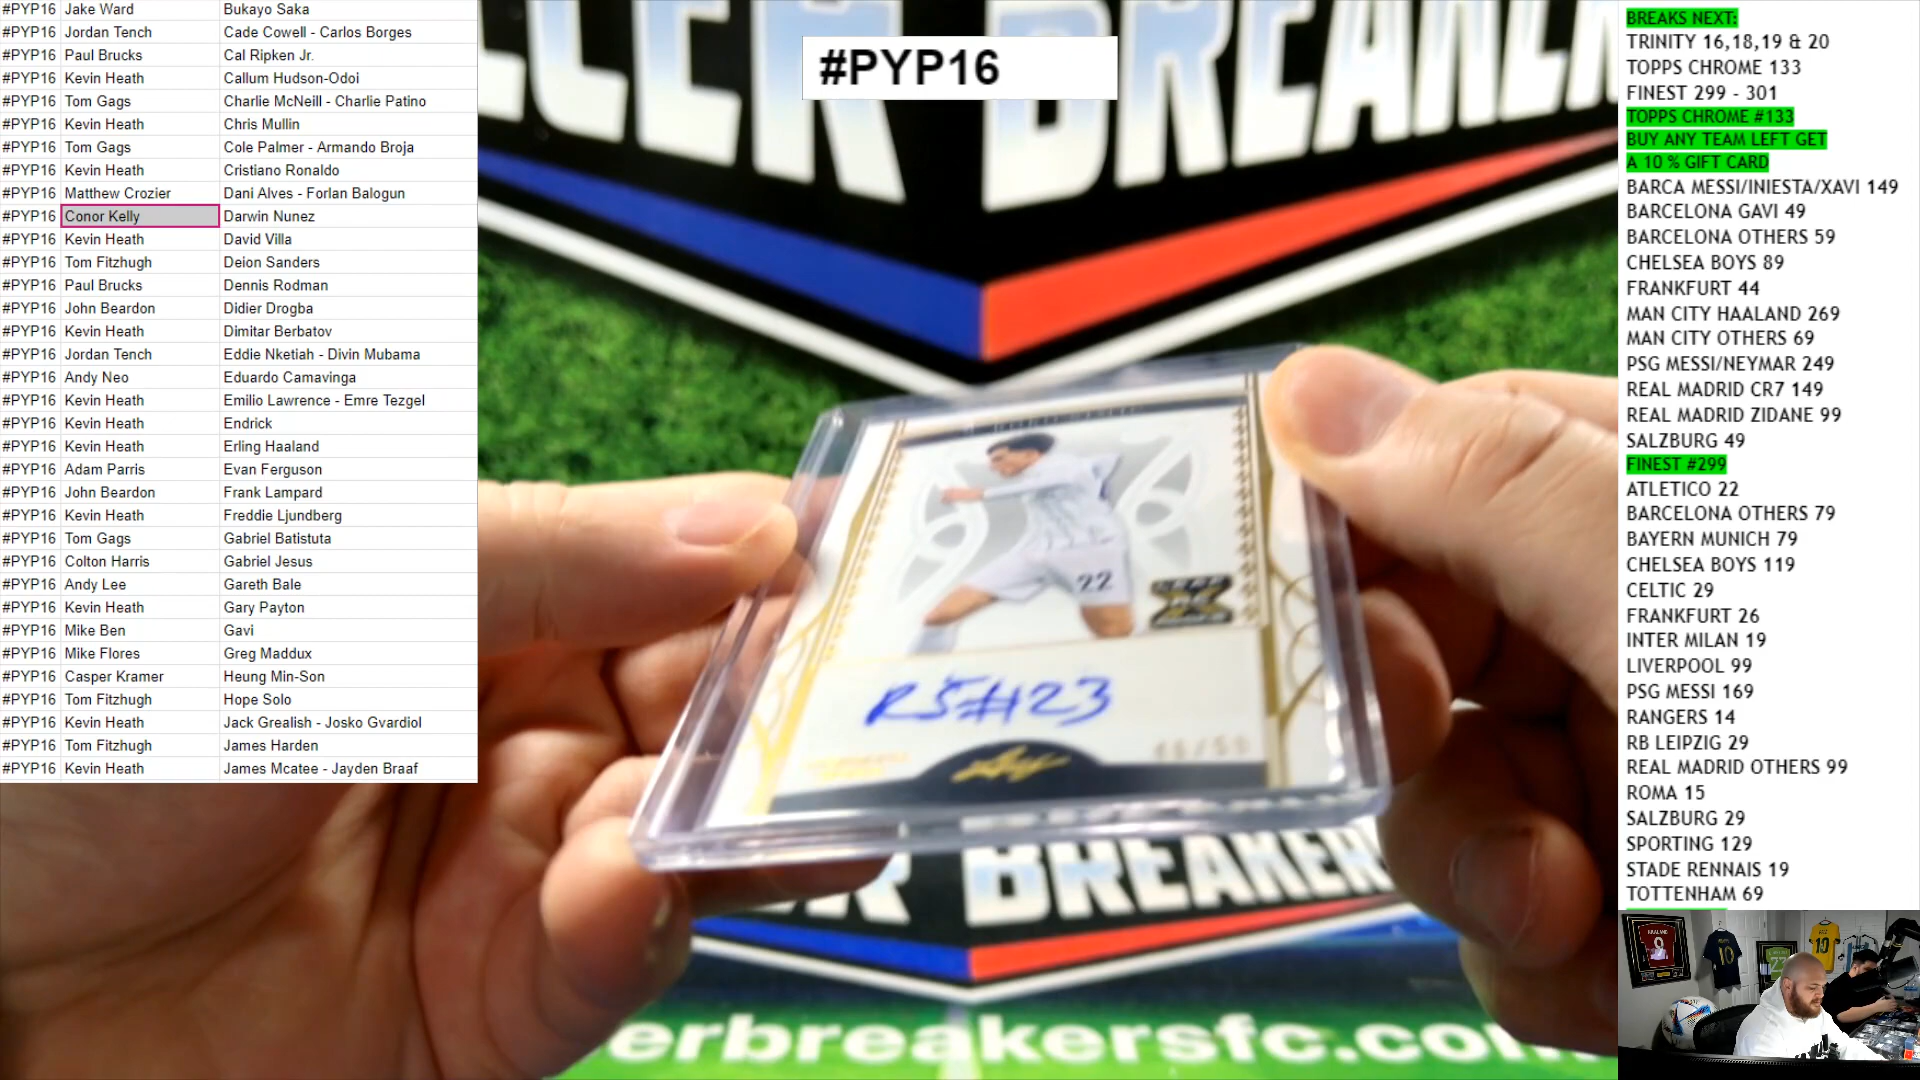 #PYP16 Jake Ward Bukayo Saka
#PYP16 Jordan Tench Cade Cowell - Carlos Borges
#PYP16 Paul Brucks Cal Ripken Jr.
#PYP16 Kevin Heath Callum Hudson-Odoi
#PYP16 Tom Gags Charlie McNeill - Charlie Patino
#PYP16 Kevin Heath Chris Mullin
#PYP16 Tom Gags Cole Palmer - Armando Broja
#PYP16 Kevin Heath Cristiano Ronaldo
#PYP16 Matthew Crozier Dani Alves - Forlan Balogun
#PYP16 Conor Kelly Darwin Nunez
#PYP16 Kevin Heath David Villa
#PYP16 Tom Fitzhugh Deion Sanders
#PYP16 Paul Brucks Dennis Rodman
#PYP16 John Beardon Didier Drogba
#PYP16 Kevin Heath Dimitar Berbatov
#PYP16 Jordan Tench Eddie Nketiah - Divin Mubama
#PYP16 Andy Neo Eduardo Camavinga
#PYP16 Kevin Heath Emilio Lawrence - Emre Tezgel
#PYP16 Kevin Heath Endrick
#PYP16 Kevin Heath Erling Haaland
#PYP16 Adam Parris Evan Ferguson
#PYP16 John Beardon Frank Lampard
#PYP16 Kevin Heath Freddie Ljundberg
#PYP16 Tom Gags Gabriel Batistuta
#PYP16 Colton Harris Gabriel Jesus
#PYP16 Andy Lee Gareth Bale
#PYP16 Kevin Heath Gary Payton
#PYP16 Mike Ben Gavi
#PYP16 Mike Flores Greg Maddux
#PYP16 Casper Kramer Heung Min-Son
#PYP16 Tom Fitzhugh Hope Solo
#PYP16 Kevin Heath Jack Grealish - Josko Gvardiol
#PYP16 Tom Fitzhugh James Harden
#PYP16 Kevin Heath James Mcatee - Jayden Braaf
#PYP16
LLER BREAKER
22
RS#23
46/50
Leaf
ER BREAKERS
erbreakersfc.com
BREAKS NEXT:
TRINITY 16,18,19 & 20
TOPPS CHROME 133
FINEST 299 - 301
TOPPS CHROME #133
BUY ANY TEAM LEFT GET
A 10 % GIFT CARD
BARCA MESSI/INIESTA/XAVI 149
BARCELONA GAVI 49
BARCELONA OTHERS 59
CHELSEA BOYS 89
FRANKFURT 44
MAN CITY HAALAND 269
MAN CITY OTHERS 69
PSG MESSI/NEYMAR 249
REAL MADRID CR7 149
REAL MADRID ZIDANE 99
SALZBURG 49
FINEST #299
ATLETICO 22
BARCELONA OTHERS 79
BAYERN MUNICH 79
CHELSEA BOYS 119
CELTIC 29
FRANKFURT 26
INTER MILAN 19
LIVERPOOL 99
PSG MESSI 169
RANGERS 14
RB LEIPZIG 29
REAL MADRID OTHERS 99
ROMA 15
SALZBURG 29
SPORTING 129
STADE RENNAIS 19
TOTTENHAM 69
HAALAND
9
10
10